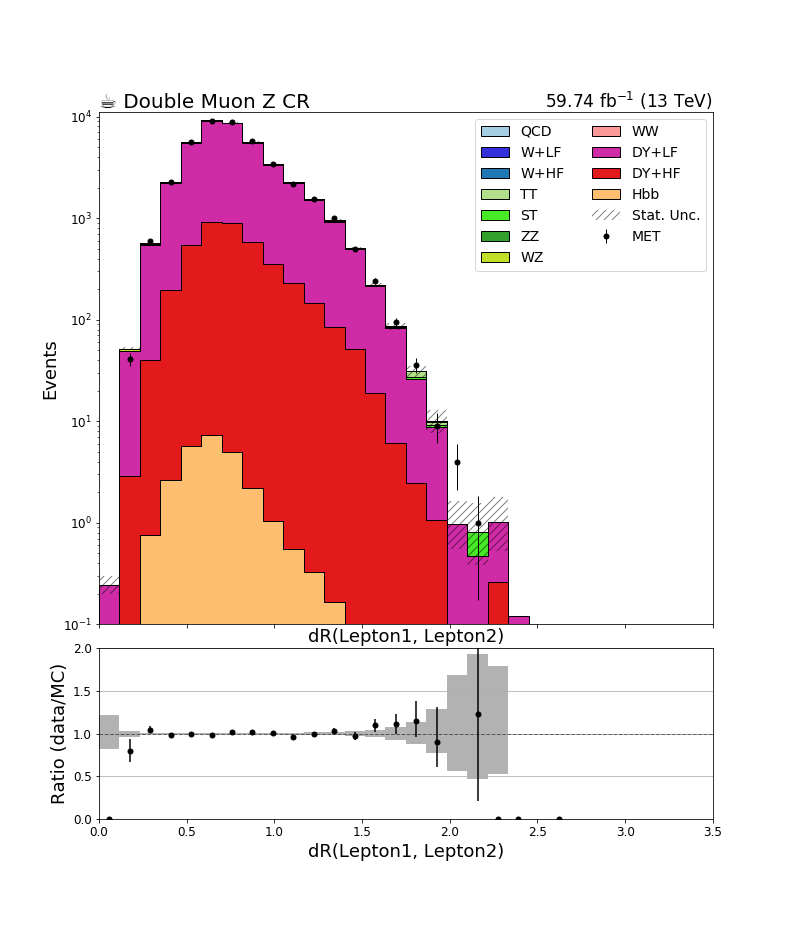 ☕ Double Muon Z CR
59.74 fb⁻¹ (13 TeV)
QCD
W+LF
W+HF
TT
ST
ZZ
WZ
WW
DY+LF
DY+HF
Hbb
Stat. Unc.
MET
Events
10⁴
10³
10²
10¹
10⁰
10⁻¹
dR(Lepton1, Lepton2)
Ratio (data/MC)
2.0
1.5
1.0
0.5
0.0
0.0 0.5 1.0 1.5 2.0 2.5 3.0 3.5
dR(Lepton1, Lepton2)